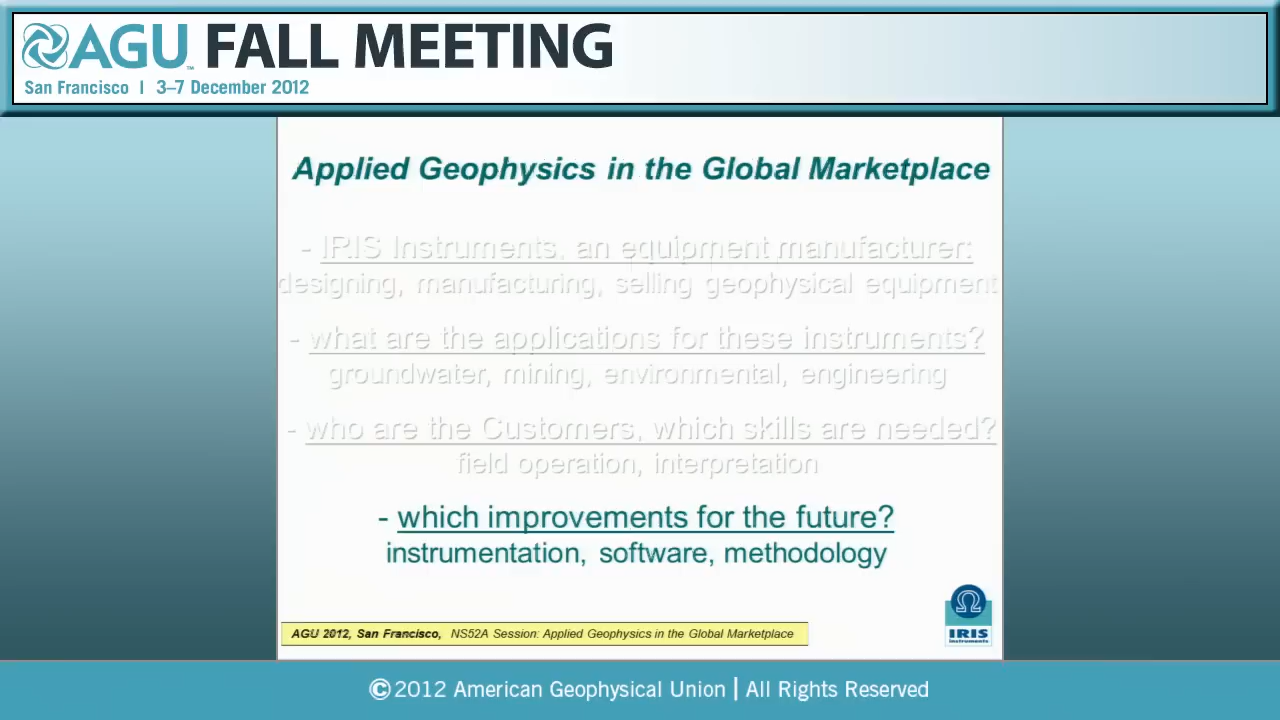 AGU™ FALL MEETING
San Francisco | 3–7 December 2012
Applied Geophysics in the Global Marketplace
- IRIS Instruments, an equipment manufacturer:
designing, manufacturing, selling geophysical equipment
- what are the applications for these instruments?
groundwater, mining, environmental, engineering
- who are the Customers, which skills are needed?
field operation, interpretation
- which improvements for the future?
instrumentation, software, methodology
Ω
IRIS
Instruments
AGU 2012, San Francisco, NS52A Session: Applied Geophysics in the Global Marketplace
©2012 American Geophysical Union | All Rights Reserved